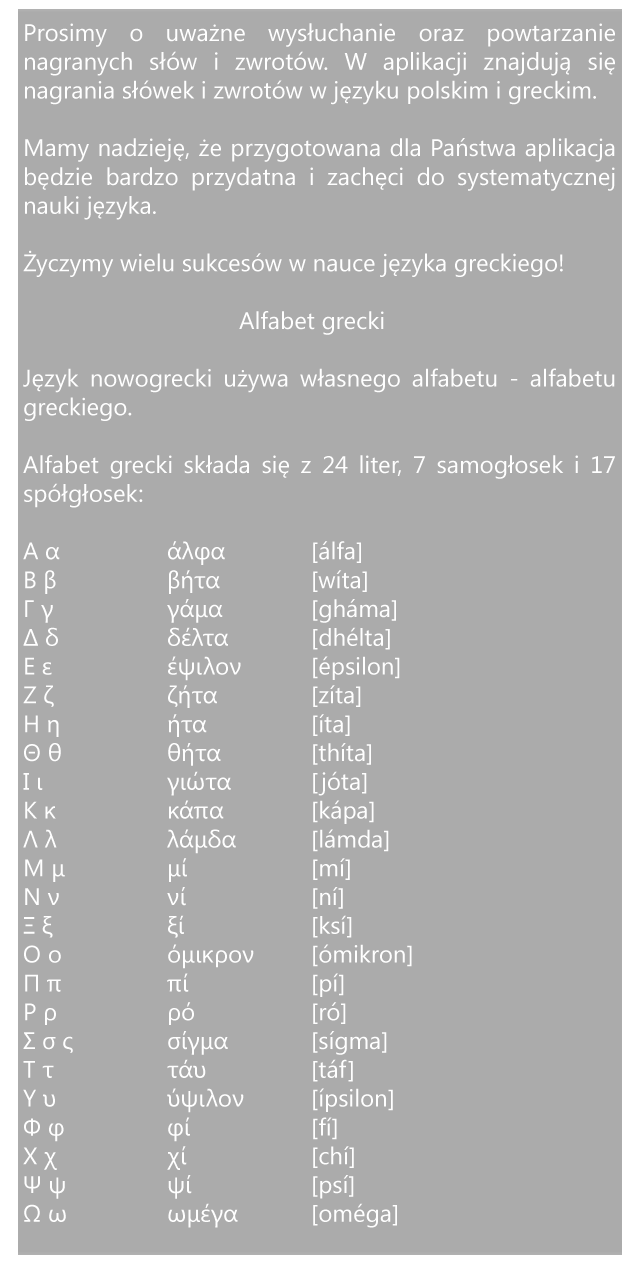 Prosimy o uważne wysłuchanie oraz powtarzanie
nagranych słów i zwrotów. W aplikacji znajdują się
nagrania słówek i zwrotów w języku polskim i greckim.
Mamy nadzieję, że przygotowana dla Państwa aplikacja
będzie bardzo przydatna i zachęci do systematycznej
nauki języka.
Życzymy wielu sukcesów w nauce języka greckiego!
Alfabet grecki
Język nowogrecki używa własnego alfabetu - alfabetu
greckiego.
Alfabet grecki składa się z 24 liter, 7 samogłosek i 17
spółgłosek:
Α α άλφα [álfa]
Β β βήτα [wíta]
Γ γ γάμα [gháma]
Δ δ δέλτα [dhélta]
Ε ε έψιλον [épsilon]
Ζ ζ ζήτα [zíta]
Η η ήτα [íta]
Θ θ θήτα [thíta]
Ι ι γιώτα [jóta]
Κ κ κάπα [kápa]
Λ λ λάμδα [lámda]
Μ μ μί [mí]
Ν ν νί [ní]
Ξ ξ ξί [ksí]
Ο ο όμικρον [ómikron]
Π π πί [pí]
Ρ ρ ρό [ró]
Σ σ ς σίγμα [sígma]
Τ τ τάυ [táf]
Υ υ ύψιλον [ípsilon]
Φ φ φί [fí]
Χ χ χί [chí]
Ψ ψ ψί [psí]
Ω ω ωμέγα [oméga]